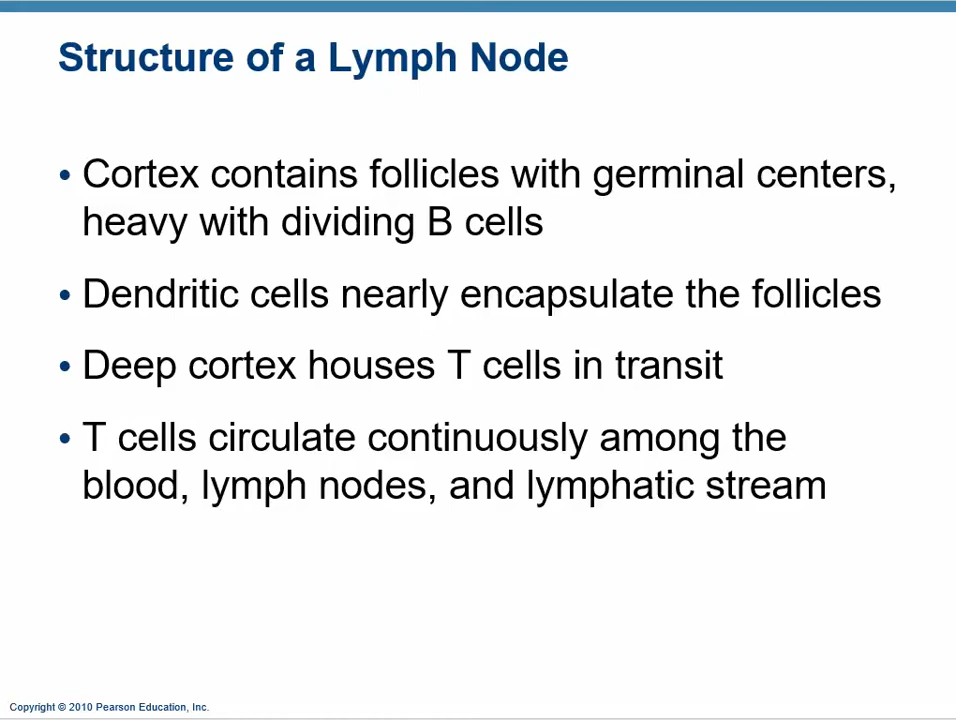 Structure of a Lymph Node
• Cortex contains follicles with germinal centers,
heavy with dividing B cells
• Dendritic cells nearly encapsulate the follicles
• Deep cortex houses T cells in transit
• T cells circulate continuously among the
blood, lymph nodes, and lymphatic stream
Copyright © 2010 Pearson Education, Inc.